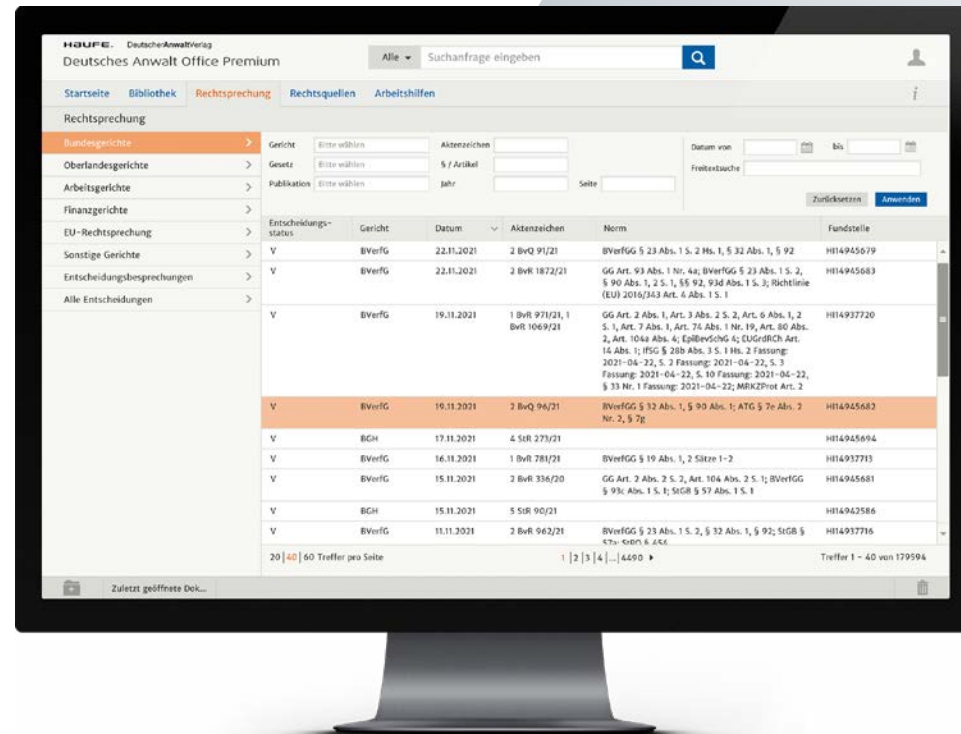 HAUFE. DeutscherAnwaltVerlag
Deutsches Anwalt Office Premium
Alle Suchanfrage eingeben
Startseite Bibliothek Rechtsprechung Rechtsquellen Arbeitshilfen i
Rechtsprechung
Bundesgerichte
Oberlandesgerichte
Arbeitsgerichte
Finanzgerichte
EU-Rechtsprechung
Sonstige Gerichte
Entscheidungsbesprechungen
Alle Entscheidungen
Gericht Bitte wählen Aktenzeichen Datum von bis
Gesetz Bitte wählen § / Artikel Freitextsuche
Publikation Bitte wählen Jahr Seite
Zurücksetzen Anwenden
Entscheidungs-
status Gericht Datum Aktenzeichen Norm Fundstelle
V BVerfG 22.11.2021 2 BvQ 91/21 BVerfGG § 23 Abs. 1 S. 2 Hs. 1, § 32 Abs. 1, § 92 HI14945679
V BVerfG 22.11.2021 2 BvR 1872/21 GG Art. 93 Abs. 1 Nr. 4a; BVerfGG § 23 Abs. 1 S. 2, HI14945683
§ 90 Abs. 1, 2 S. 1, §§ 92, 93d Abs. 1 S. 3; Richtlinie
(EU) 2016/343 Art. 4 Abs. 1 S. 1
V BVerfG 19.11.2021 1 BvR 971/21, 1 GG Art. 2 Abs. 1, Art. 3 Abs. 2 S. 2, Art. 6 Abs. 1, 2 HI14937720
BvR 1069/21 S. 1, Art. 7 Abs. 1, Art. 74 Abs. 1 Nr. 19, Art. 80 Abs.
2, Art. 104a Abs. 4; EpiBevSchG 4; EUGrdRCh Art.
14 Abs. 1; IfSG § 28b Abs. 3 S. 1 Hs. 2 Fassung:
2021-04-22, S. 2 Fassung: 2021-04-22, S. 3
Fassung: 2021-04-22, S. 10 Fassung: 2021-04-22,
§ 33 Nr. 1 Fassung: 2021-04-22; MRKZProt Art. 2
V BVerfG 19.11.2021 2 BvQ 96/21 BVerfGG § 32 Abs. 1, § 90 Abs. 1; ATG § 7e Abs. 2 HI14945682
Nr. 2, § 7g
V BGH 17.11.2021 4 StR 273/21 HI14945694
V BVerfG 16.11.2021 1 BvR 781/21 BVerfGG § 19 Abs. 1, 2 Sätze 1-2 HI14937713
V BVerfG 15.11.2021 2 BvR 336/20 GG Art. 2 Abs. 2 S. 2, Art. 104 Abs. 2 S. 1; BVerfGG HI14945681
§ 93c Abs. 1 S. 1; StGB § 57 Abs. 1 S. 1
V BGH 15.11.2021 5 StR 90/21 HI14942586
V BVerfG 11.11.2021 2 BvR 962/21 BVerfGG § 23 Abs. 1 S. 2, § 32 Abs. 1, § 92; StGB § HI14937716
57a; StPO § 454
20 | 40 | 60 Treffer pro Seite 1 | 2 | 3 | 4 | ... | 4490 Treffer 1 - 40 von 179594
Zuletzt geöffnete Dok...